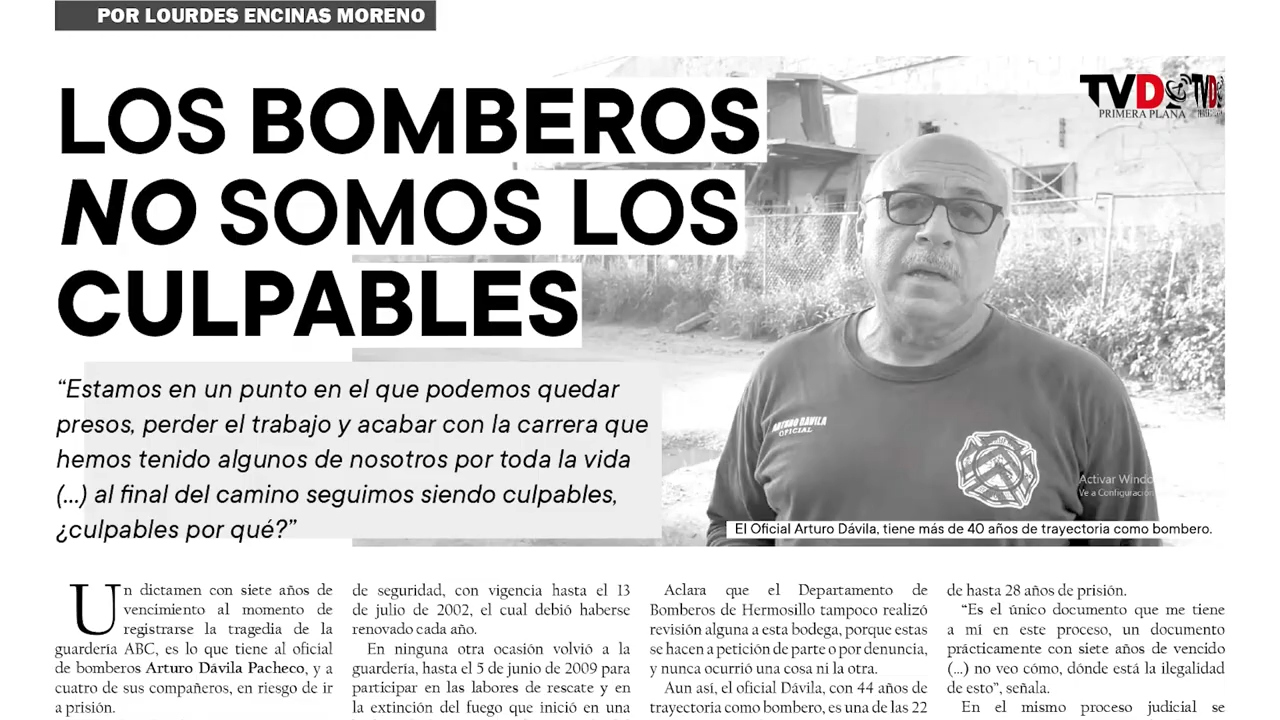 POR LOURDES ENCINAS MORENO
TVD
PRIMERA PLANA
TVD
LOS BOMBEROS
NO SOMOS LOS
CULPABLES
“Estamos en un punto en el que podemos quedar
presos, perder el trabajo y acabar con la carrera que
hemos tenido algunos de nosotros por toda la vida
(...) al final del camino seguimos siendo culpables,
¿culpables por qué?”
ARTURO DAVILA
OFICIAL
Activar Windo
Ve a Configuración
El Oficial Arturo Dávila, tiene más de 40 años de trayectoria como bombero.
Un dictamen con siete años de
vencimiento al momento de
registrarse la tragedia de la
guardería ABC, es lo que tiene al oficial
de bomberos Arturo Dávila Pacheco, y a
cuatro de sus compañeros, en riesgo de ir
a prisión.
de seguridad, con vigencia hasta el 13
de julio de 2002, el cual debió haberse
renovado cada año.
En ninguna otra ocasión volvió a la
guardería, hasta el 5 de junio de 2009 para
participar en las labores de rescate y en
la extinción del fuego que inició en una
Aclara que el Departamento de
Bomberos de Hermosillo tampoco realizó
revisión alguna a esta bodega, porque estas
se hacen a petición de parte o por denuncia,
y nunca ocurrió una cosa ni la otra.
Aun así, el oficial Dávila, con 44 años de
trayectoria como bombero, es una de las 22
de hasta 28 años de prisión.
“Es el único documento que me tiene
a mí en este proceso, un documento
prácticamente con siete años de vencido
(...) no veo cómo, dónde está la ilegalidad
de esto”, señala.
En el mismo proceso judicial se